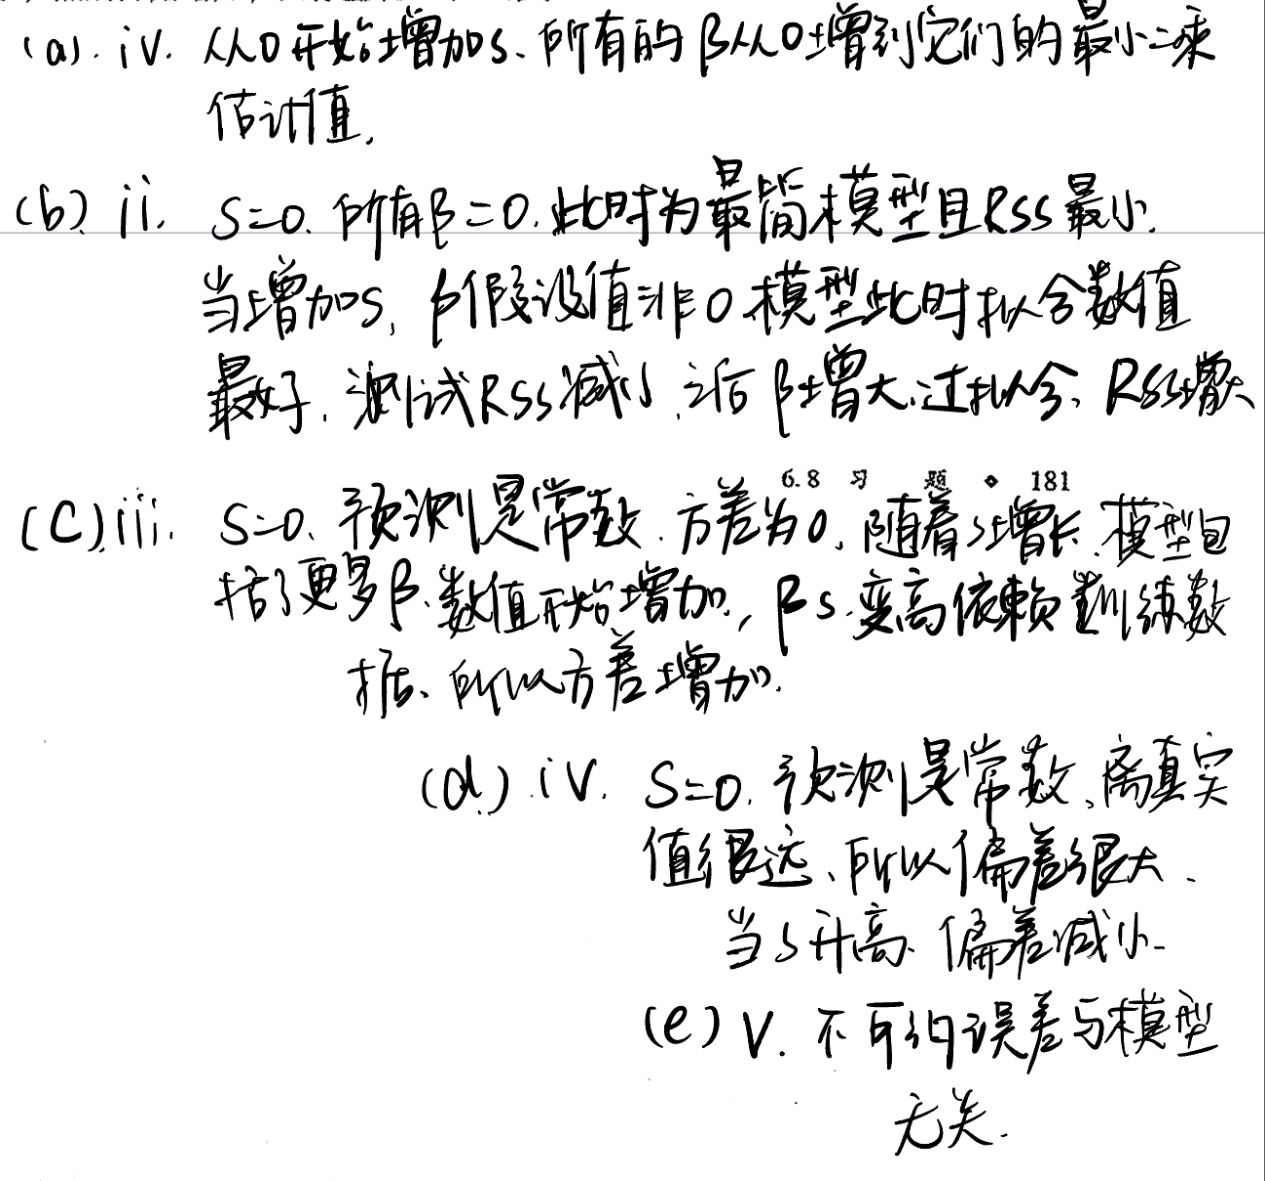 (a). iV. 从0开始增加s、所有的β从0增到它们的最小二乘
估计值.
(b) ii. S=0. 所有β=0. 此时为最简模型且RSS最小.
当增加S, β假设值非0.模型此时拟合数值
最好. 测试RSS减小.之后β增大.过拟合、RSS增大
6.8 习 题 ⋄ 181
(C)iii. S=0. 预测是常数.方差为0.随着s增长.模型包
括了更多β.数值开始增加, βs.变高依赖训练数
据、所以方差增加.
(d).iV. S=0. 预测是常数、离真实
值很远、所以偏差很大.
当S升高.偏差减小.
(e) V. 不可约误差与模型
无关.